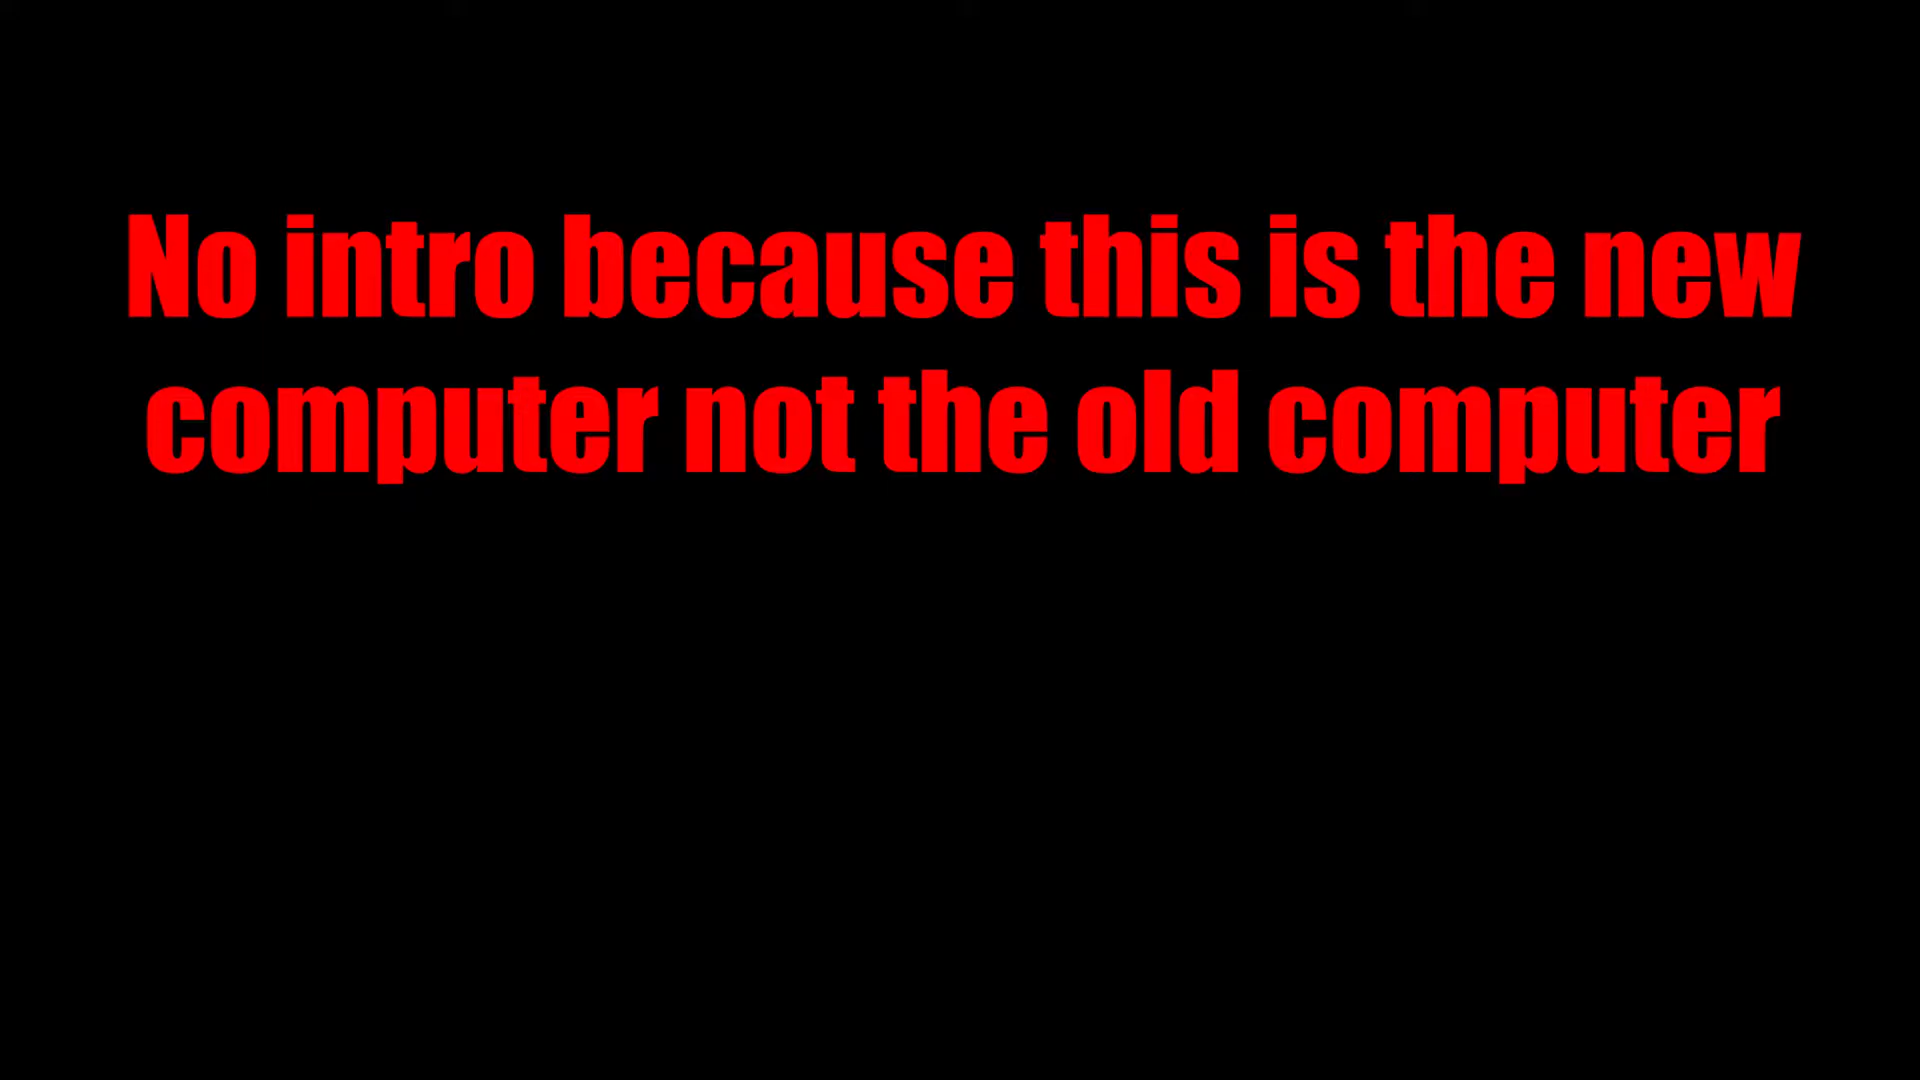 No intro because this is the new
computer not the old computer